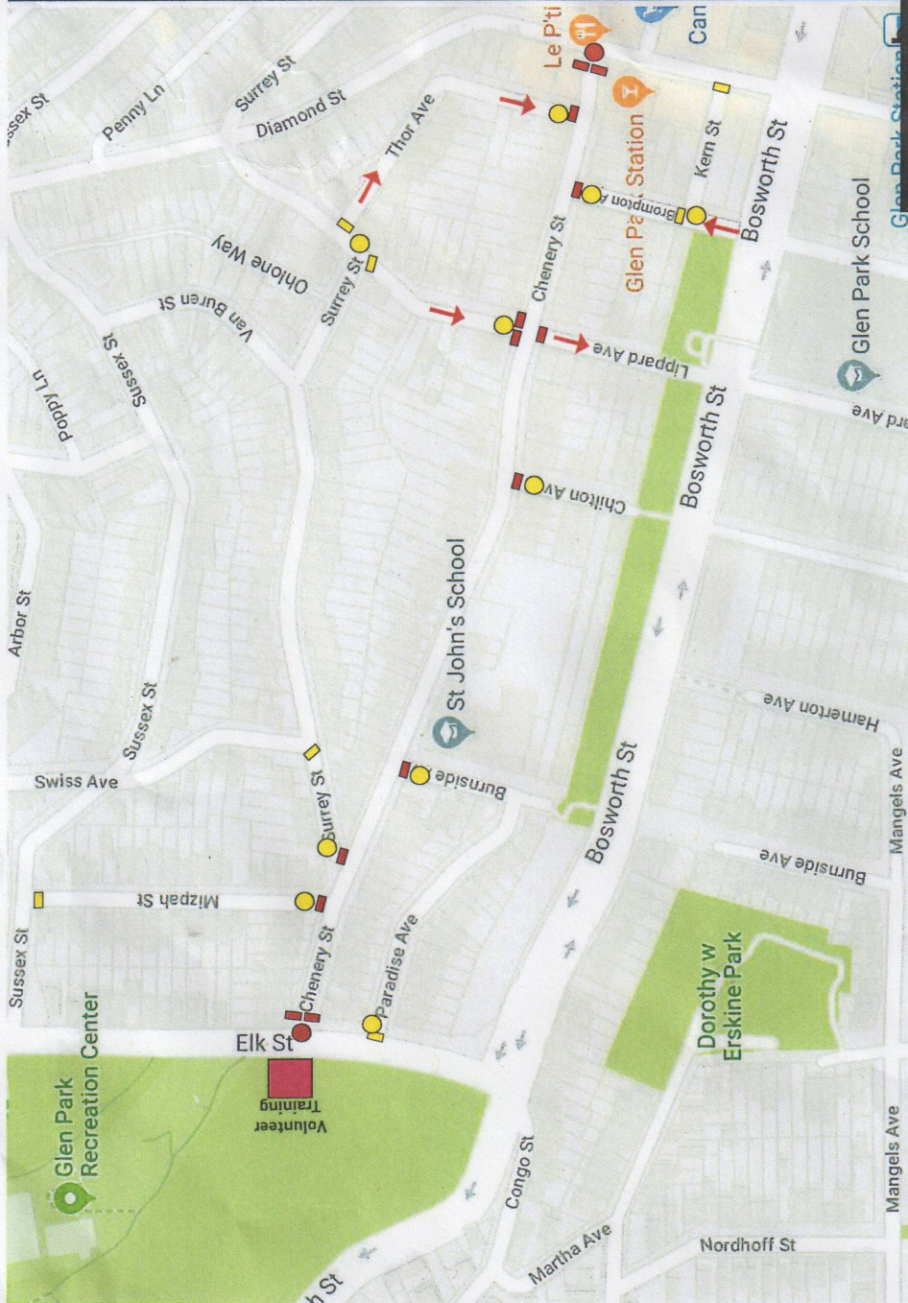 Le P'ti
Can
Surrey St
Penny Ln
Diamond St
Thor Ave
Kern St
Glen Park Station
Brompton A
Bosworth St
Ohlone Way
Chenery St
Surrey St
Van Buren St
Sussex St
Poppy Ln
Lippard Ave
Glen Park School
Bosworth St
Chilton Av
Arbor St
St John's School
Sussex St
Swiss Ave
Surrey St
Burnside
Bosworth St
Hamerton Ave
Mangels Ave
Burnside Ave
Mizpah St
Sussex St
Chenery St
Paradise Ave
Dorothy W
Erskine Park
Elk St
Glen Park
Recreation Center
Volunteer
Training
Congo St
Martha Ave
Nordhoff St
Mangels Ave